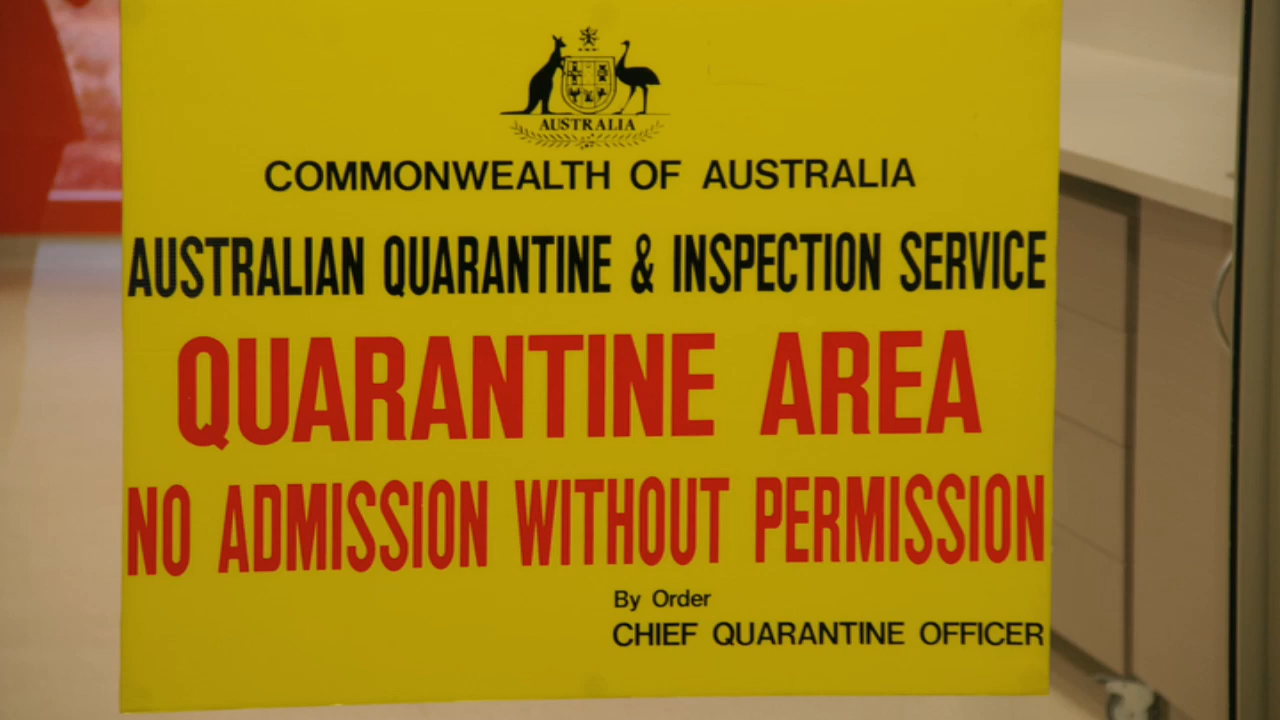 AUSTRALIA
COMMONWEALTH OF AUSTRALIA
AUSTRALIAN QUARANTINE & INSPECTION SERVICE
QUARANTINE AREA
NO ADMISSION WITHOUT PERMISSION
By Order
CHIEF QUARANTINE OFFICER